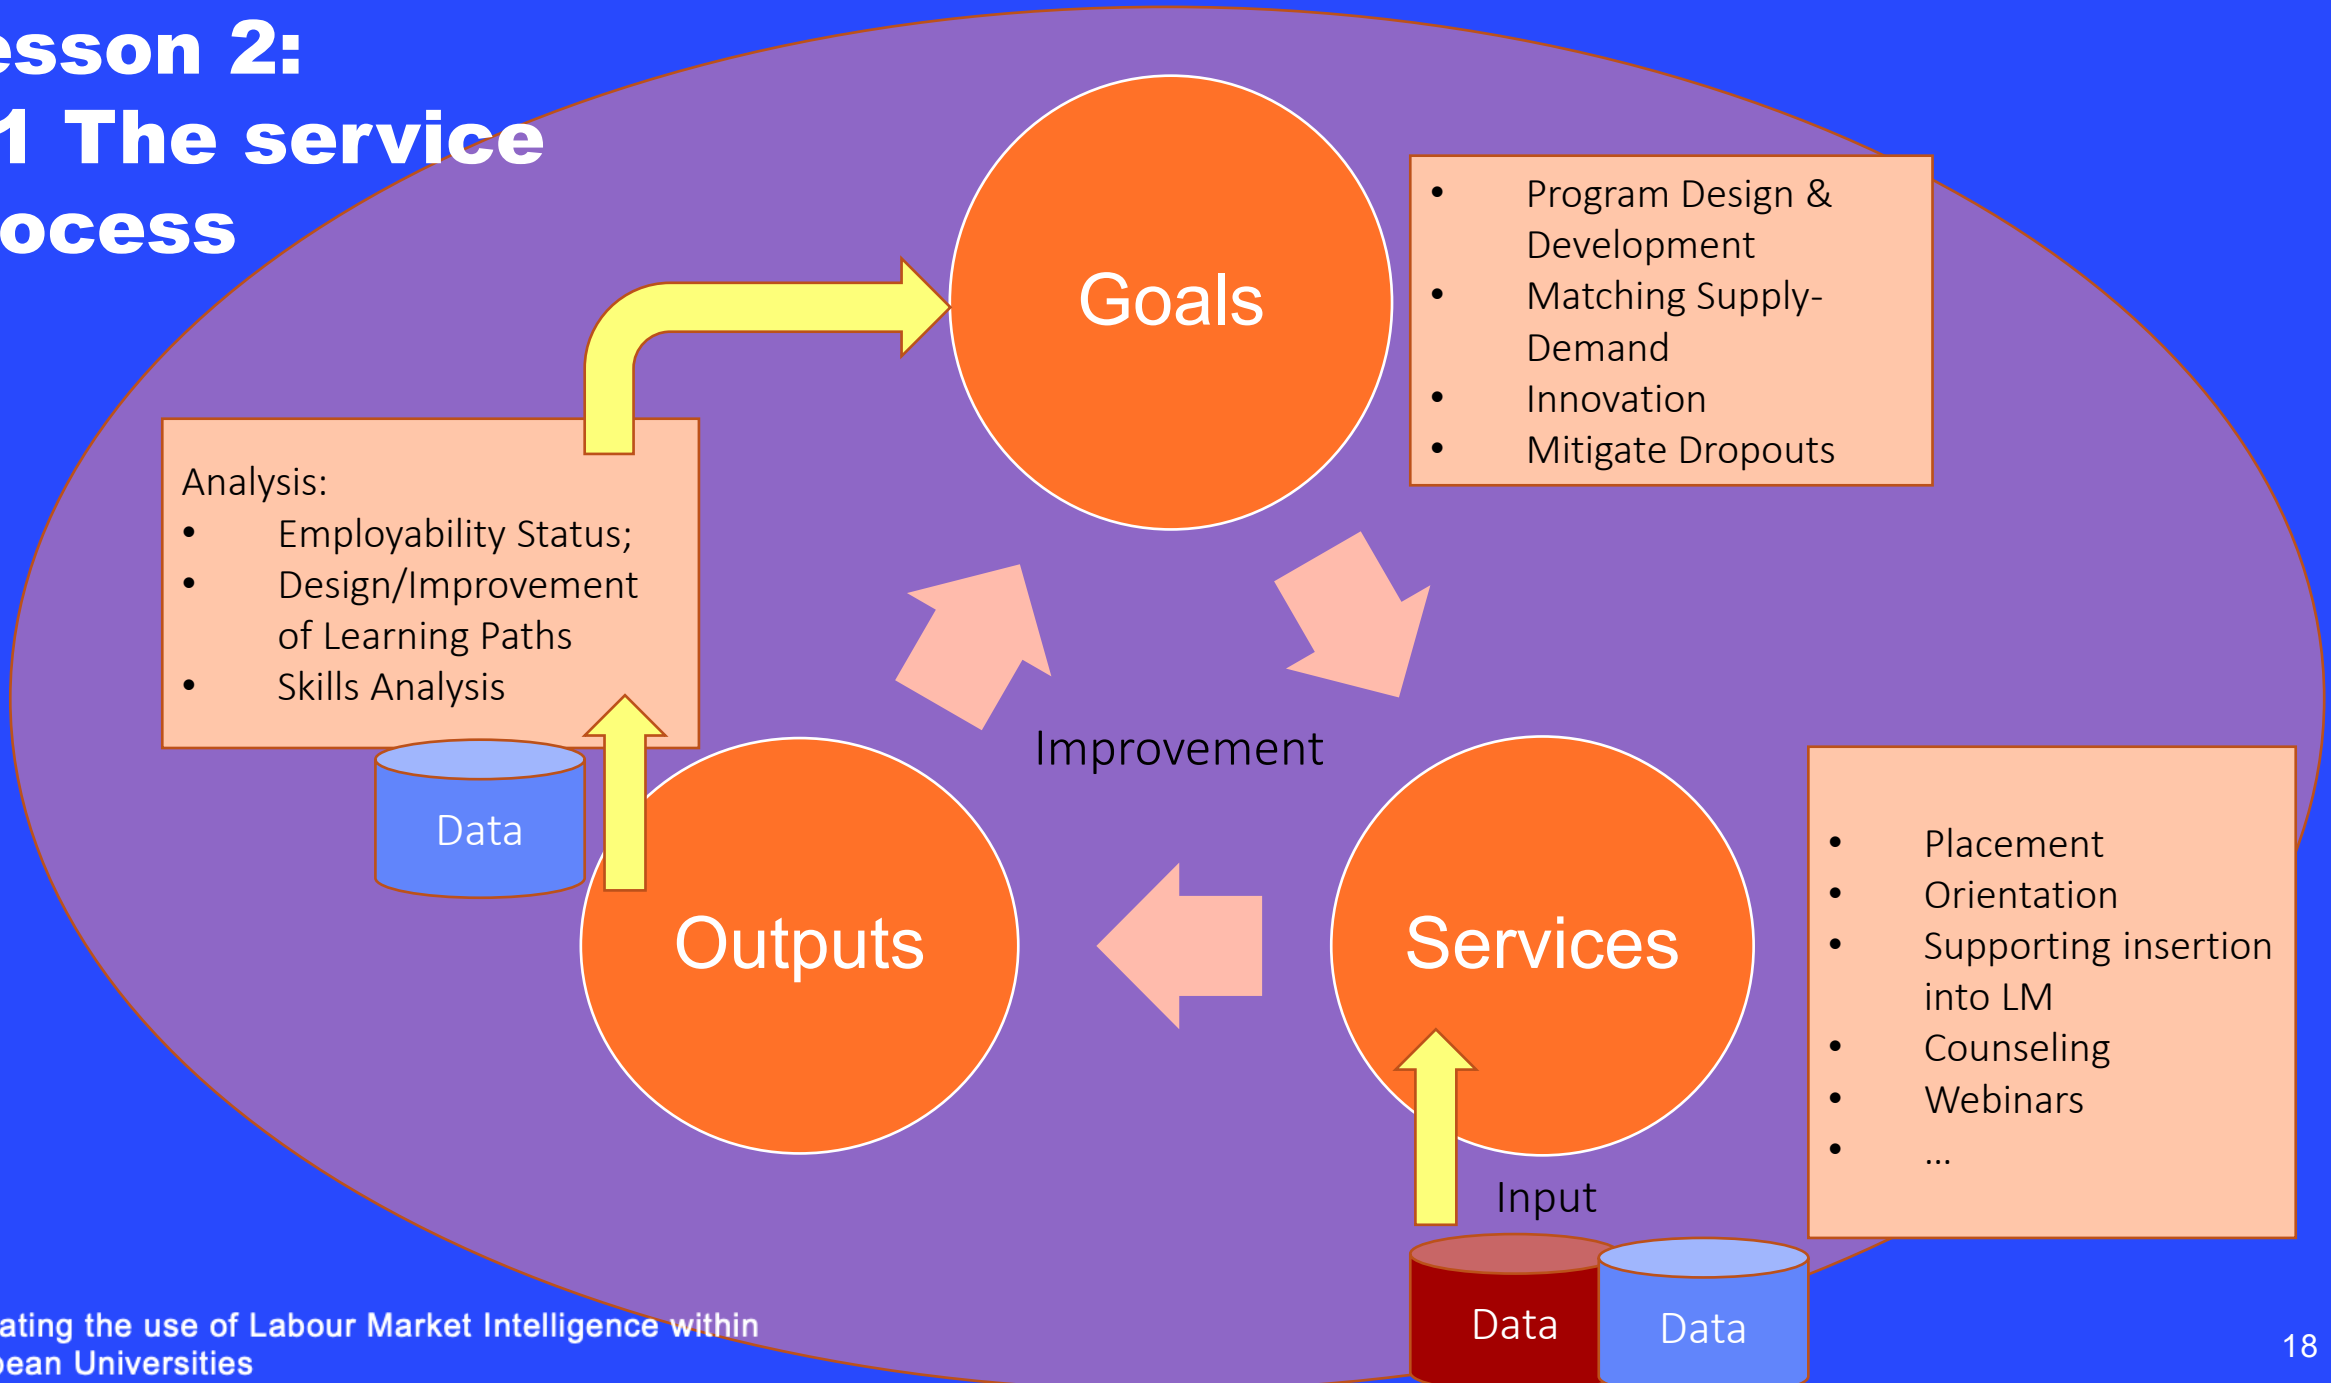 esson 2:
1 The service
ocess
Goals
• Program Design &
Development
• Matching Supply-
Demand
• Innovation
• Mitigate Dropouts
Analysis:
• Employability Status;
• Design/Improvement
of Learning Paths
• Skills Analysis
Improvement
Data
Outputs
Services
• Placement
• Orientation
• Supporting insertion
into LM
• Counseling
• Webinars
• ...
Input
Data
Data
ating the use of Labour Market Intelligence within
pean Universities
18